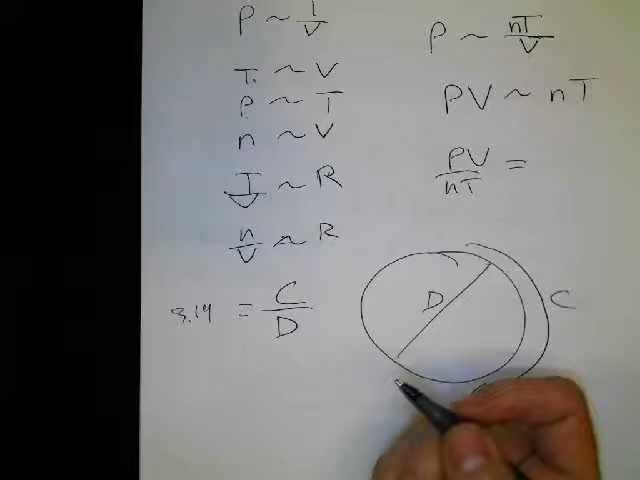 P ~ 1/V
T ~ V
P ~ T
n ~ V
T/V ~ R
n/V ~ R
3.14 = C/D
P ~ nT/V
PV ~ nT
PV/nT =
D
C